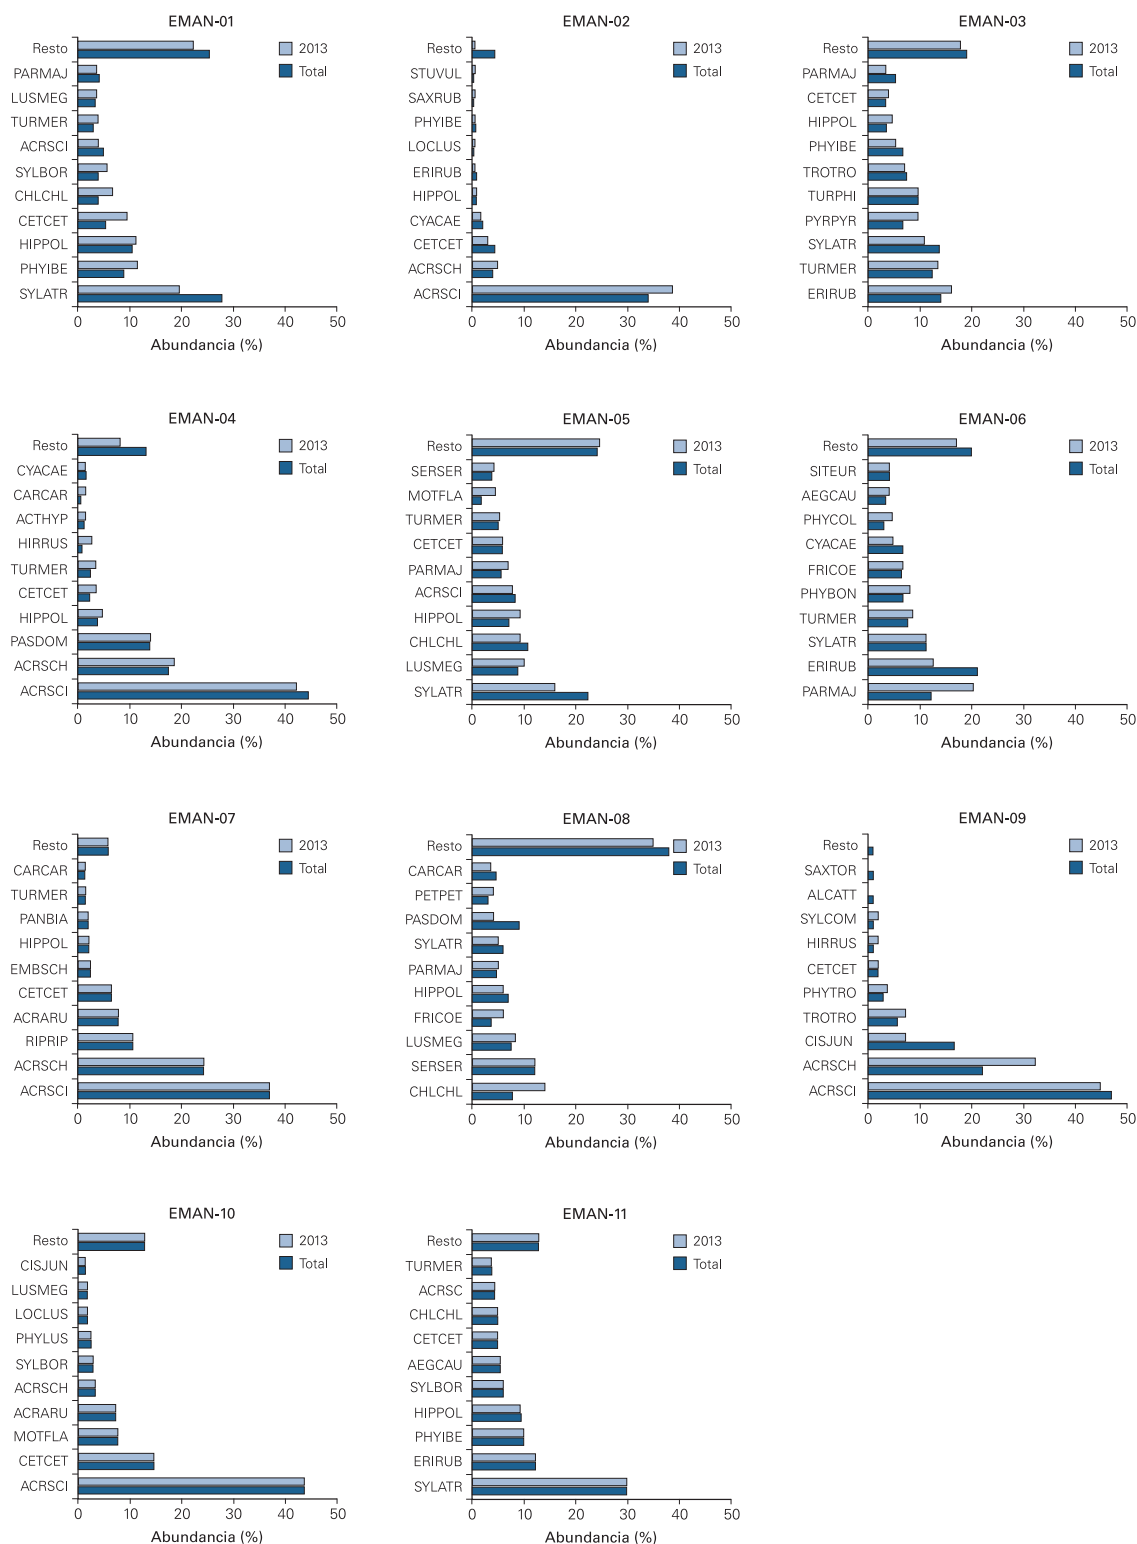 EMAN-01
Resto
PARMAJ
LUSMEG
TURMER
ACRSCI
SYLBOR
CHLCHL
CETCET
HIPPOL
PHYIBE
SYLATR
2013
Total
0 10 20 30 40 50
Abundancia (%)
EMAN-02
Resto
STUVUL
SAXRUB
PHYIBE
LOCLUS
ERIRUB
HIPPOL
CYACAE
CETCET
ACRSCH
ACRSCI
2013
Total
0 10 20 30 40 50
Abundancia (%)
EMAN-03
Resto
PARMAJ
CETCET
HIPPOL
PHYIBE
TROTRO
TURPHI
PYRPYR
SYLATR
TURMER
ERIRUB
2013
Total
0 10 20 30 40 50
Abundancia (%)
EMAN-04
Resto
CYACAE
CARCAR
ACTHYP
HIRRUS
TURMER
CETCET
HIPPOL
PASDOM
ACRSCH
ACRSCI
2013
Total
0 10 20 30 40 50
Abundancia (%)
EMAN-05
Resto
SERSER
MOTFLA
TURMER
CETCET
PARMAJ
ACRSCI
HIPPOL
CHLCHL
LUSMEG
SYLATR
2013
Total
0 10 20 30 40 50
Abundancia (%)
EMAN-06
Resto
SITEUR
AEGCAU
PHYCOL
CYACAE
FRICOE
PHYBON
TURMER
SYLATR
ERIRUB
PARMAJ
2013
Total
0 10 20 30 40 50
Abundancia (%)
EMAN-07
Resto
CARCAR
TURMER
PANBIA
HIPPOL
EMBSCH
CETCET
ACRARU
RIPRIP
ACRSCH
ACRSCI
2013
Total
0 10 20 30 40 50
Abundancia (%)
EMAN-08
Resto
CARCAR
PETPET
PASDOM
SYLATR
PARMAJ
HIPPOL
FRICOE
LUSMEG
SERSER
CHLCHL
2013
Total
0 10 20 30 40 50
Abundancia (%)
EMAN-09
Resto
SAXTOR
ALCATT
SYLCOM
HIRRUS
CETCET
PHYTRO
TROTRO
CISJUN
ACRSCH
ACRSCI
2013
Total
0 10 20 30 40 50
Abundancia (%)
EMAN-10
Resto
CISJUN
LUSMEG
LOCLUS
PHYLUS
SYLBOR
ACRSCH
ACRARU
MOTFLA
CETCET
ACRSCI
2013
Total
0 10 20 30 40 50
Abundancia (%)
EMAN-11
Resto
TURMER
ACRSC
CHLCHL
CETCET
AEGCAU
SYLBOR
HIPPOL
PHYIBE
ERIRUB
SYLATR
2013
Total
0 10 20 30 40 50
Abundancia (%)